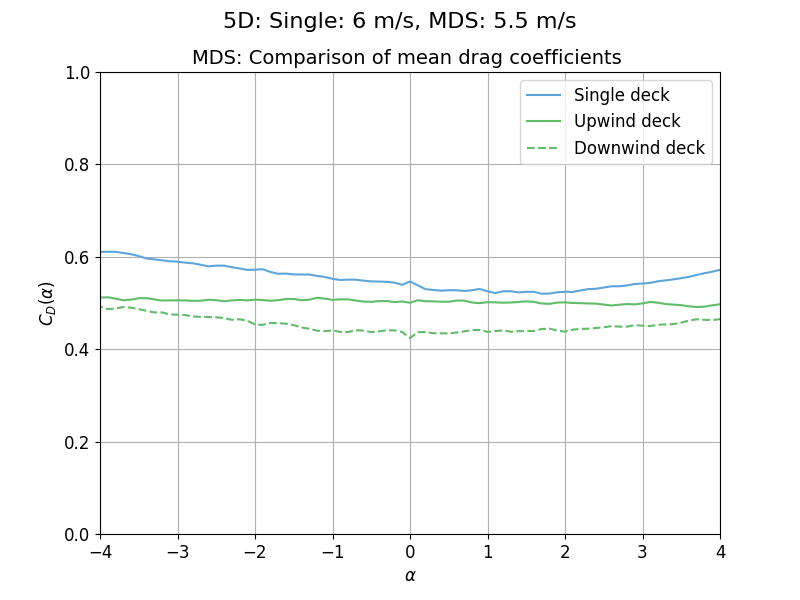 5D: Single: 6 m/s, MDS: 5.5 m/s
MDS: Comparison of mean drag coefficients
Single deck
Upwind deck
Downwind deck
1.0
0.8
0.6
0.4
0.2
0.0
C_D(α)
−4 −3 −2 −1 0 1 2 3 4
α